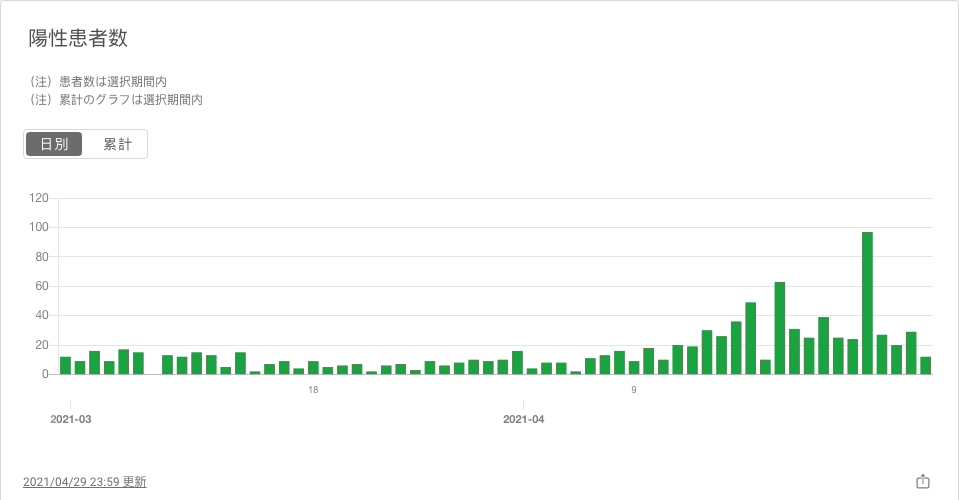 陽性患者数
（注）患者数は選択期間内
（注）累計のグラフは選択期間内
日別 累計
120
100
80
60
40
20
0
18 9
2021-03 2021-04
2021/04/29 23:59 更新